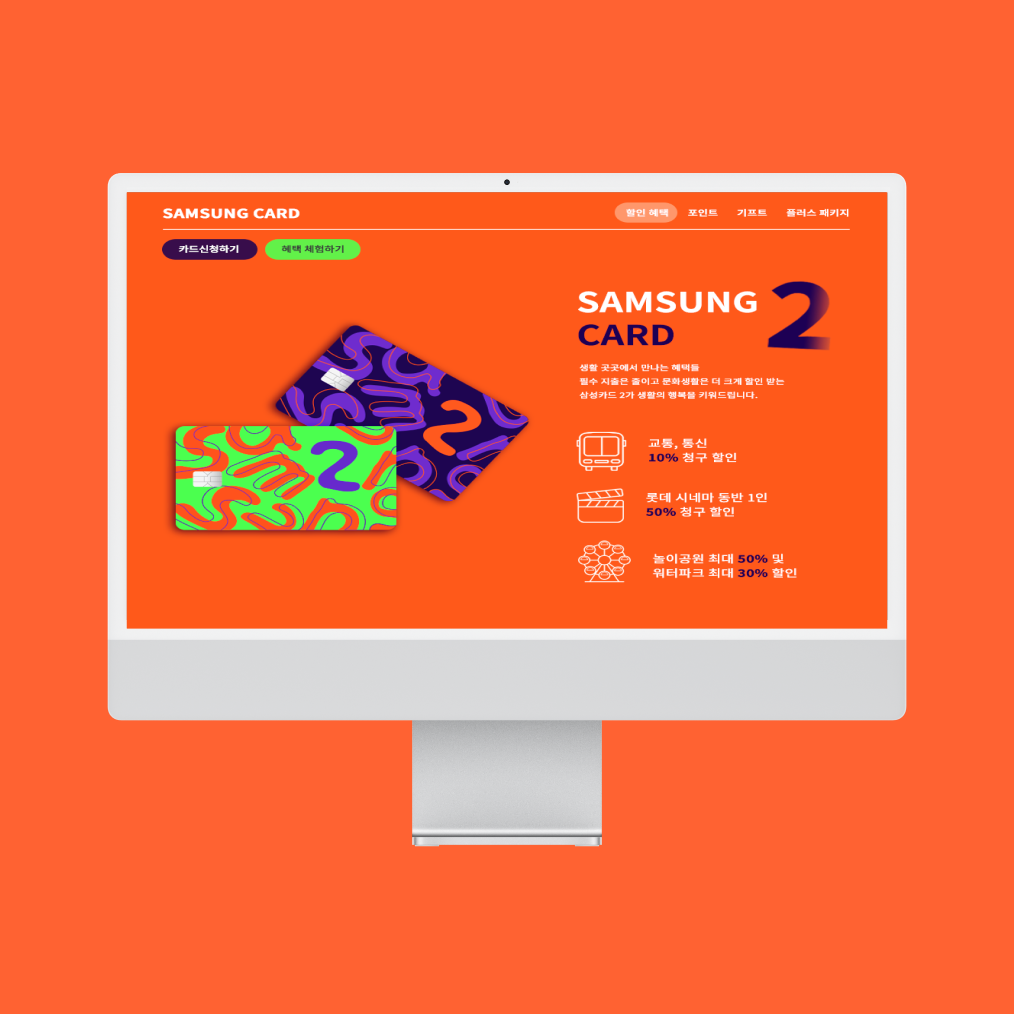 SAMSUNG CARD
할인 혜택 포인트 기프트 플러스 패키지
카드신청하기 혜택 체험하기
SAMSUNG 2
CARD
생활 곳곳에서 만나는 혜택들
필수 지출은 줄이고 문화생활은 더 크게 할인 받는
삼성카드 2가 생활의 행복을 키워드립니다.
교통, 통신
10% 청구 할인
롯데 시네마 동반 1인
50% 청구 할인
놀이공원 최대 50% 및
워터파크 최대 30% 할인
2
2